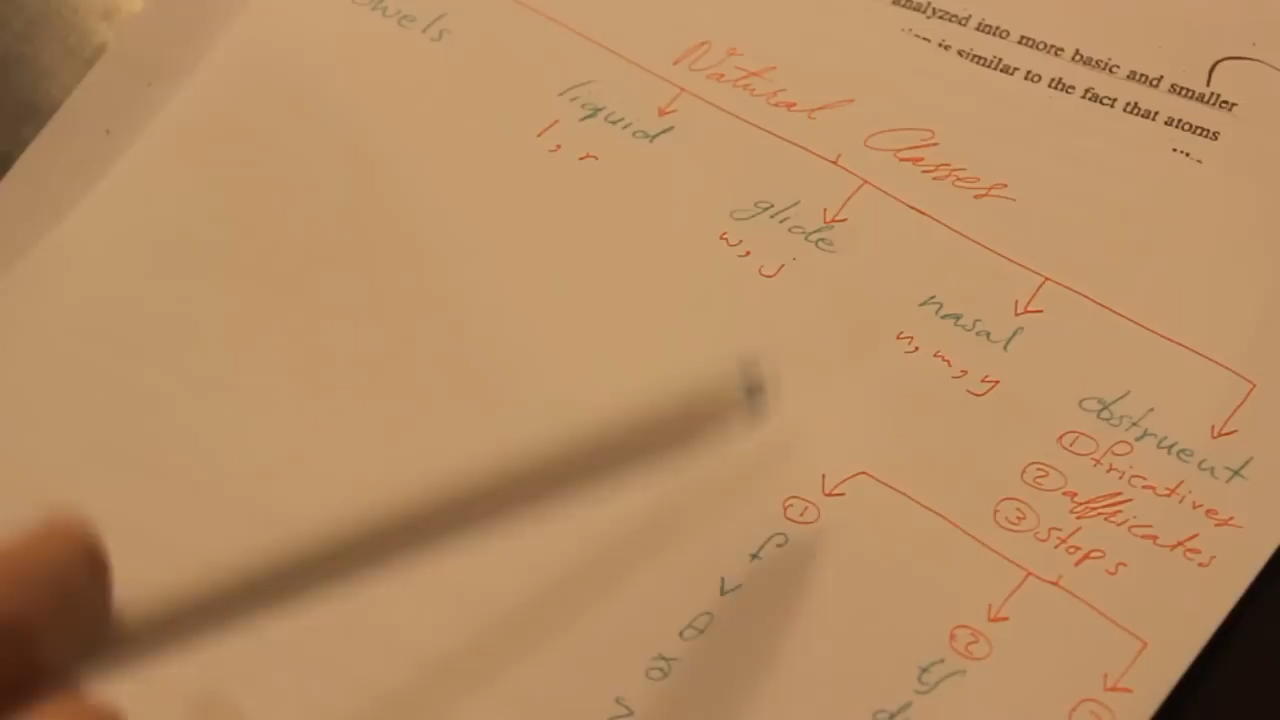 analyzed into more basic and smaller
is similar to the fact that atoms
Natural Classes
liquid
l, r
glide
w, j
nasal
n, m, y
obstruent
① fricatives
② affricates
③ stops
①
f
v
θ
②
tʃ